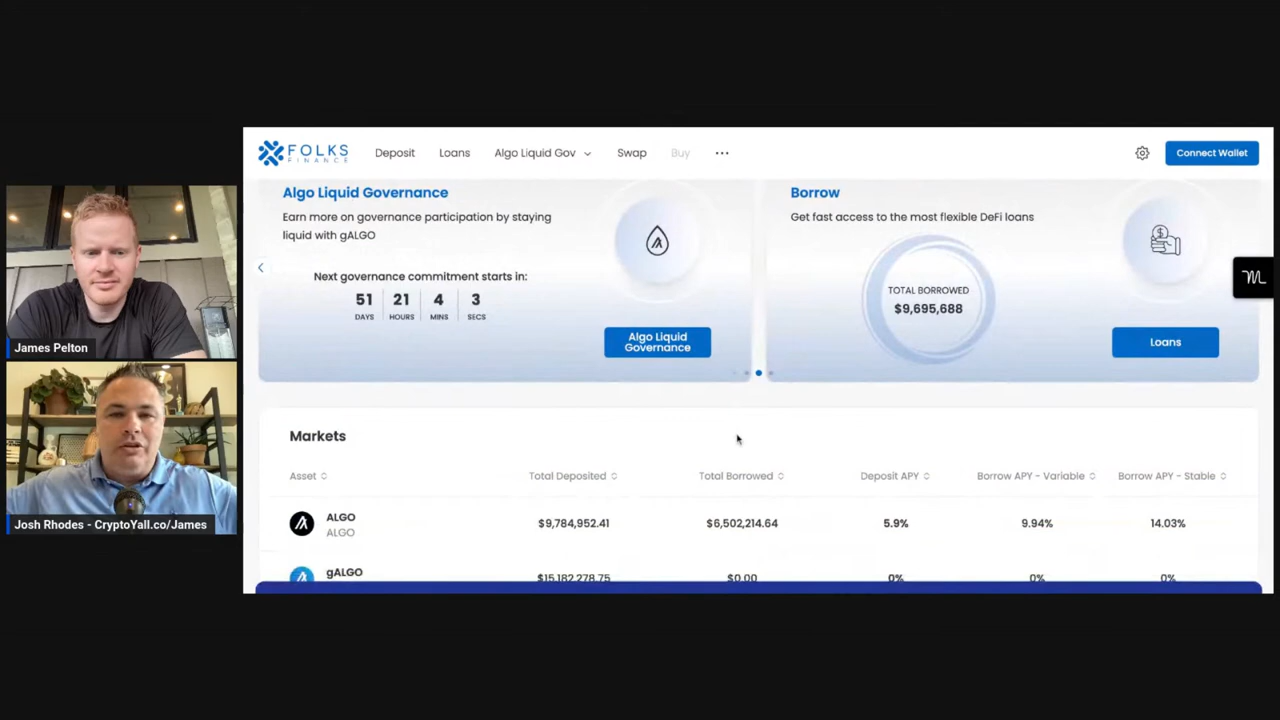 FOLKS
FINANCE
Deposit
Loans
Algo Liquid Gov
Swap
Buy
Connect Wallet
Algo Liquid Governance
Earn more on governance participation by staying
liquid with gALGO
Next governance commitment starts in:
51 21 4 3
DAYS HOURS MINS SECS
Algo Liquid
Governance
Borrow
Get fast access to the most flexible DeFi loans
TOTAL BORROWED
$9,695,688
Loans
James Pelton
Josh Rhodes - CryptoYall.co/James
Markets
Asset Total Deposited Total Borrowed Deposit APY Borrow APY - Variable Borrow APY - Stable
ALGO $9,784,952.41 $6,502,214.64 5.9% 9.94% 14.03%
ALGO
gALGO $15,182,278.75 $0.00 0% 0% 0%